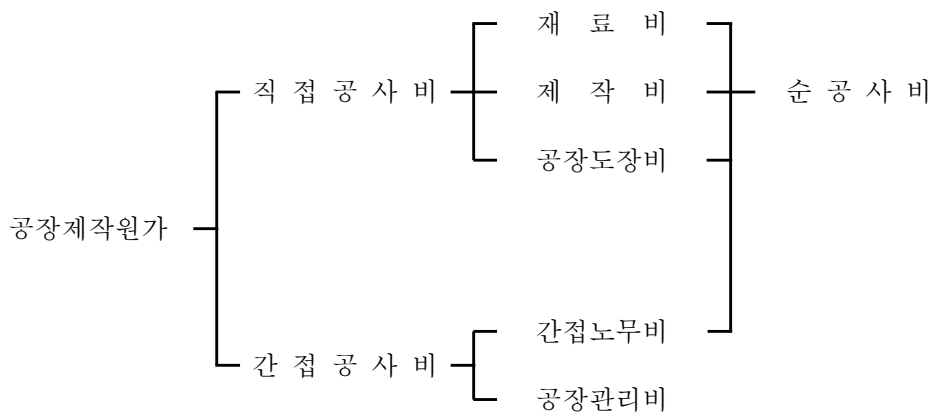 재 료 비
직 접 공 사 비 제 작 비 순 공 사 비
공장도장비
공장제작원가
간접노무비
간 접 공 사 비
공장관리비